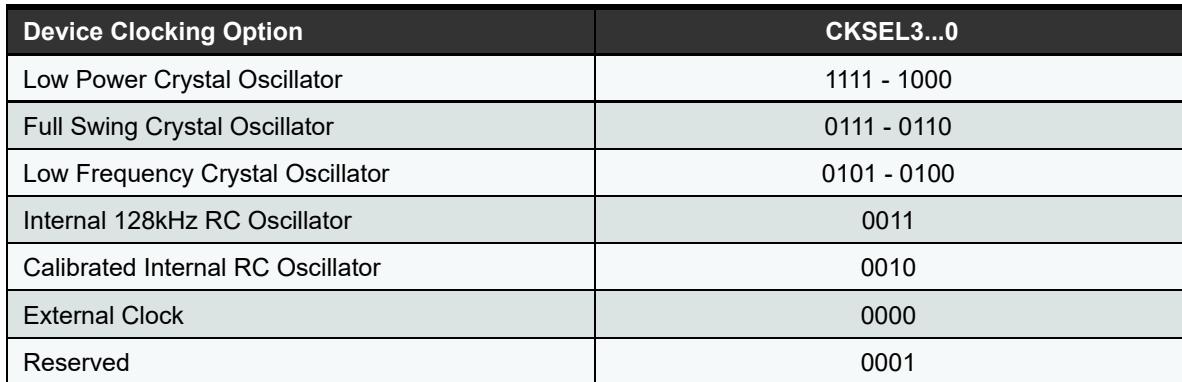 Device Clocking Option CKSEL3...0
Low Power Crystal Oscillator 1111 - 1000
Full Swing Crystal Oscillator 0111 - 0110
Low Frequency Crystal Oscillator 0101 - 0100
Internal 128kHz RC Oscillator 0011
Calibrated Internal RC Oscillator 0010
External Clock 0000
Reserved 0001